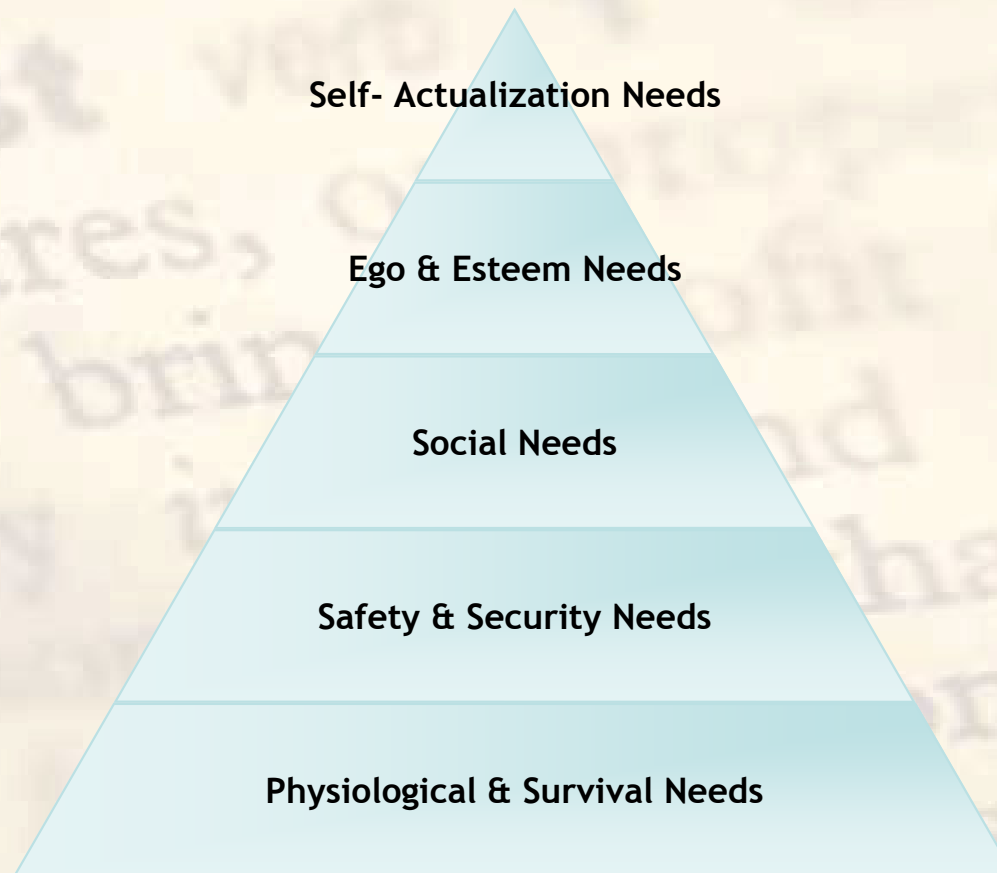 Self- Actualization Needs
Ego & Esteem Needs
Social Needs
Safety & Security Needs
Physiological & Survival Needs